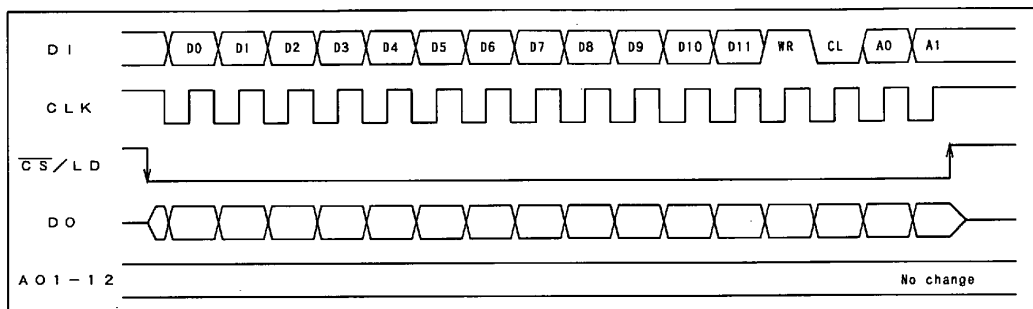 DI D0 D1 D2 D3 D4 D5 D6 D7 D8 D9 D10 D11 WR CL A0 A1
CLK
CS/LD
DO
AO1-12 No change